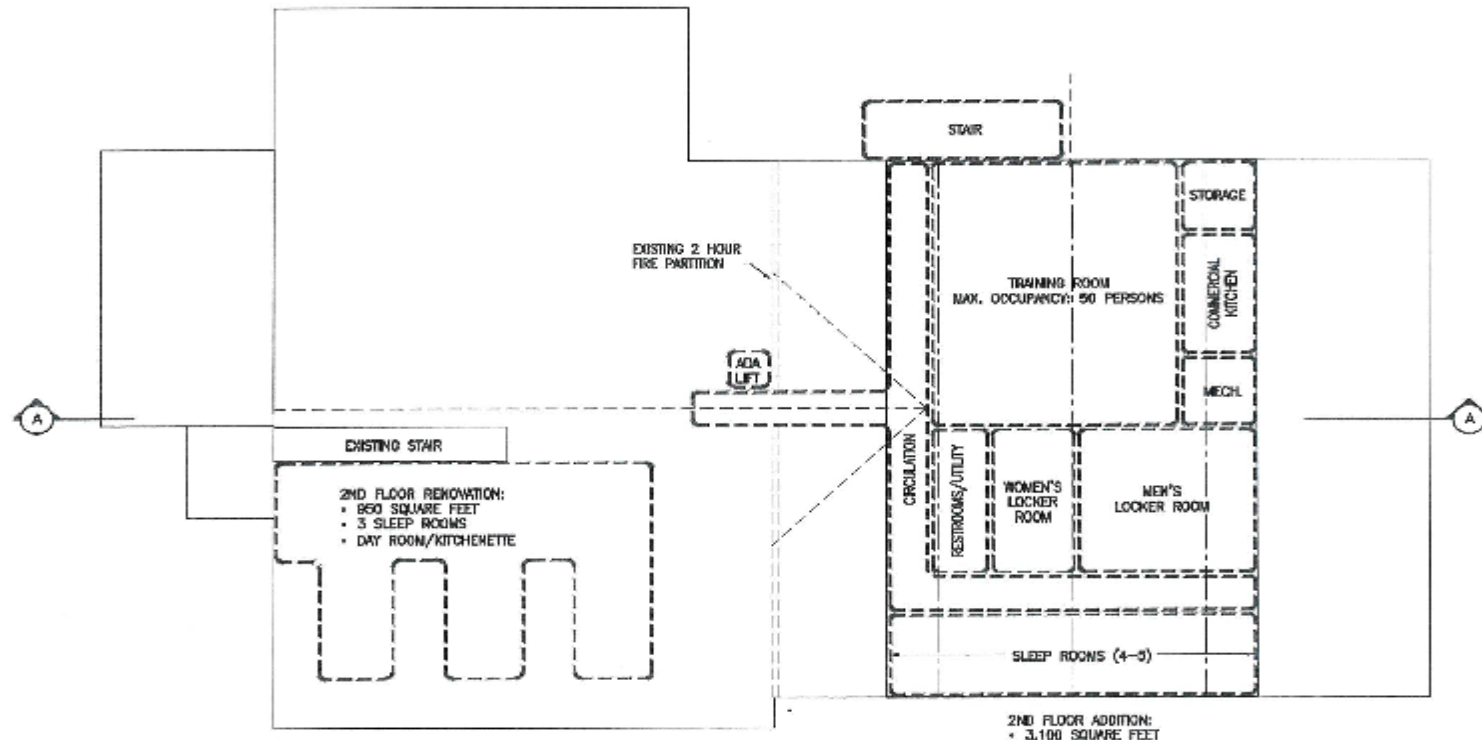 STAIR
STORAGE
EXISTING 2 HOUR
FIRE PARTITION
TRAINING ROOM
MAX. OCCUPANCY: 50 PERSONS
COMMERCIAL
KITCHEN
ADA
LIFT
MECH.
A
A
EXISTING STAIR
CIRCULATION
RESTROOMS/UTILITY
WOMEN'S
LOCKER
ROOM
MEN'S
LOCKER ROOM
2ND FLOOR RENOVATION:
• 950 SQUARE FEET
• 3 SLEEP ROOMS
• DAY ROOM/KITCHENETTE
SLEEP ROOMS (4-5)
2ND FLOOR ADDITION:
• 3,100 SQUARE FEET